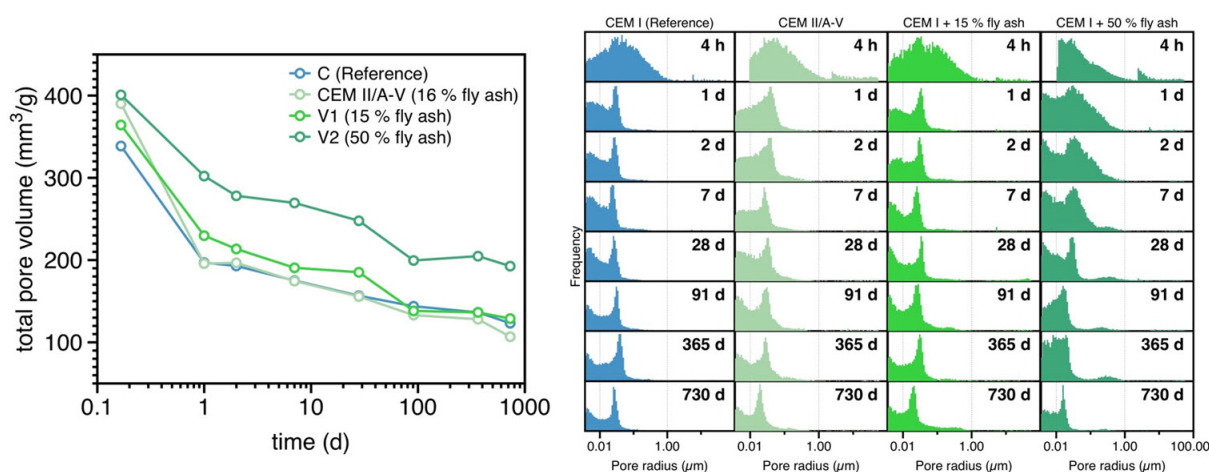 total pore volume (mm³/g)
400
300
200
100
0.1 1 10 100 1000
time (d)
C (Reference)
CEM II/A-V (16 % fly ash)
V1 (15 % fly ash)
V2 (50 % fly ash)
CEM I (Reference) CEM II/A-V CEM I + 15 % fly ash CEM I + 50 % fly ash
4 h 4 h 4 h 4 h
1 d 1 d 1 d 1 d
2 d 2 d 2 d 2 d
7 d 7 d 7 d 7 d
28 d 28 d 28 d 28 d
91 d 91 d 91 d 91 d
365 d 365 d 365 d 365 d
730 d 730 d 730 d 730 d
Frequency
0.01 1.00 0.01 1.00 0.01 1.00 0.01 1.00 100.00
Pore radius (µm) Pore radius (µm) Pore radius (µm) Pore radius (µm)